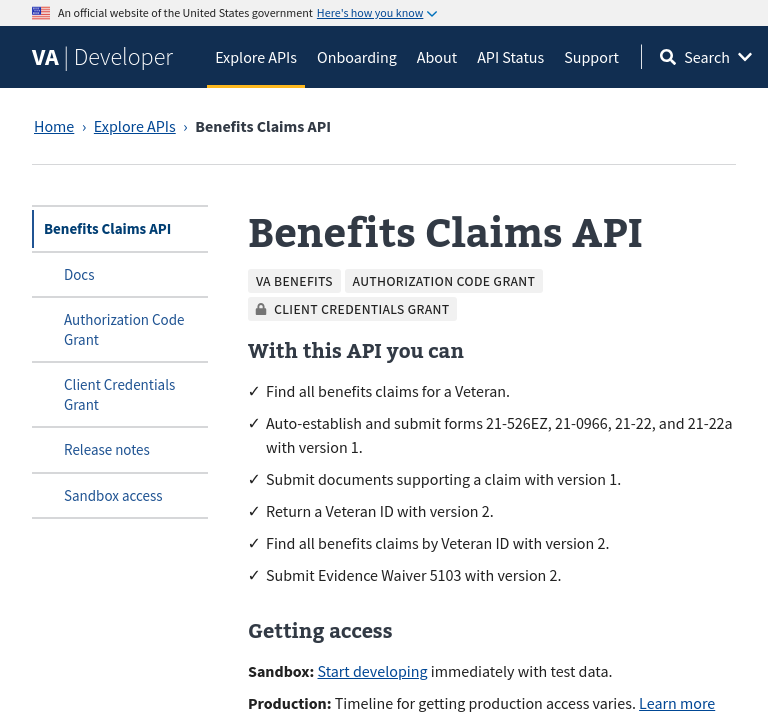 An official website of the United States government Here's how you know
VA | Developer
Explore APIs
Onboarding
About
API Status
Support
Search
Home › Explore APIs › Benefits Claims API
Benefits Claims API
Docs
Authorization Code
Grant
Client Credentials
Grant
Release notes
Sandbox access
Benefits Claims API
VA BENEFITS
AUTHORIZATION CODE GRANT
CLIENT CREDENTIALS GRANT
With this API you can
✓ Find all benefits claims for a Veteran.
✓ Auto-establish and submit forms 21-526EZ, 21-0966, 21-22, and 21-22a
with version 1.
✓ Submit documents supporting a claim with version 1.
✓ Return a Veteran ID with version 2.
✓ Find all benefits claims by Veteran ID with version 2.
✓ Submit Evidence Waiver 5103 with version 2.
Getting access
Sandbox: Start developing immediately with test data.
Production: Timeline for getting production access varies. Learn more